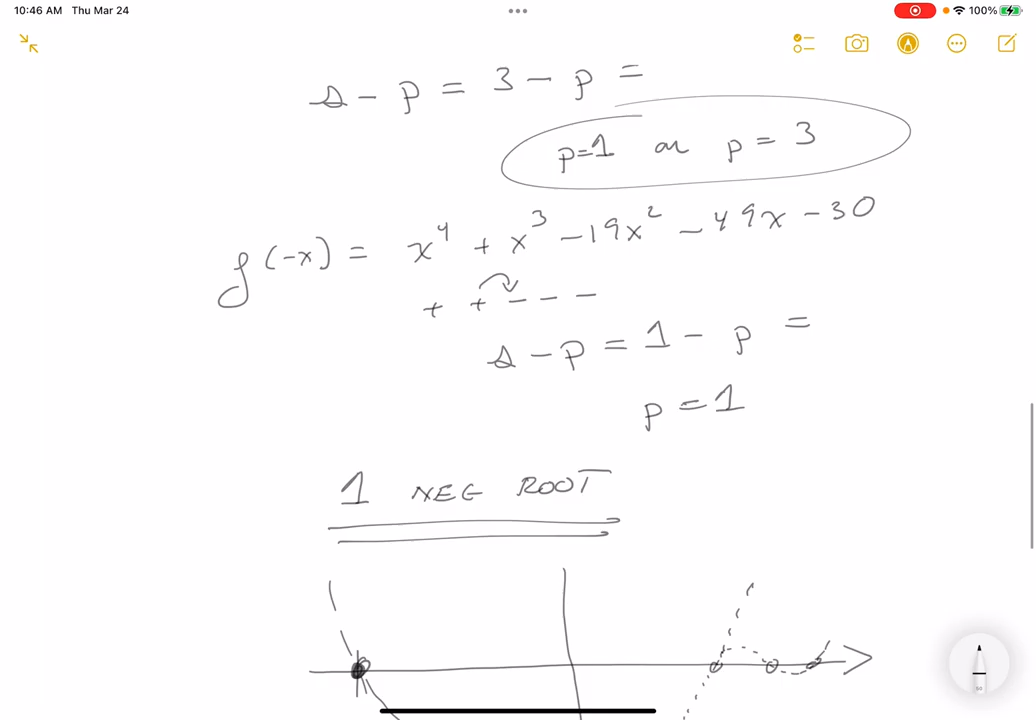 10:46 AM Thu Mar 24
100%
s - p = 3 - p =
p=1 or p = 3
f(-x) = x⁴ + x³ - 19x² - 49x - 30
+ + - - -
s - p = 1 - p =
p = 1
1 NEG ROOT